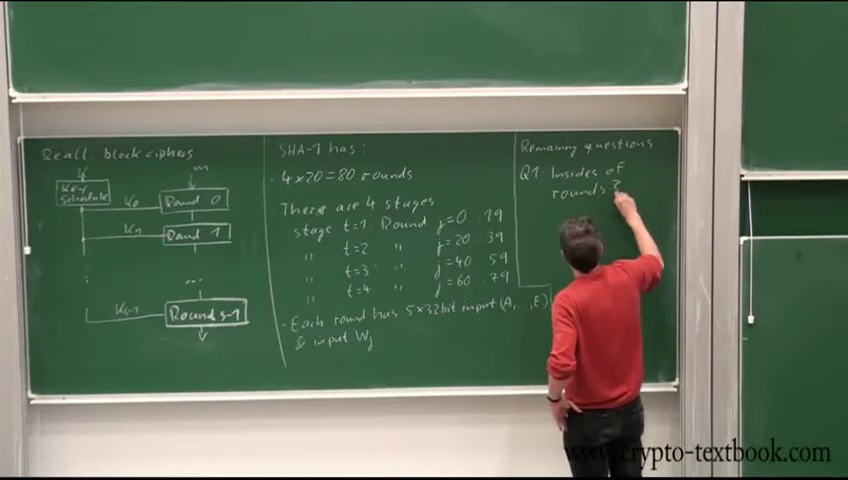 Recall: block ciphers
k
Key
schedule
m
K0
Round 0
K1
Round 1
...
Ks-1
Round s-1
SHA-1 has:
· 4×20=80 rounds
· There are 4 stages
stage t=1 Round j=0..19
" t=2 " j=20..39
" t=3 " j=40..59
" t=4 " j=60..79
· Each round has 5×32bit input (A,..,E)
& input Wj
Remaining questions
Q1: Insides of
rounds?
www.crypto-textbook.com